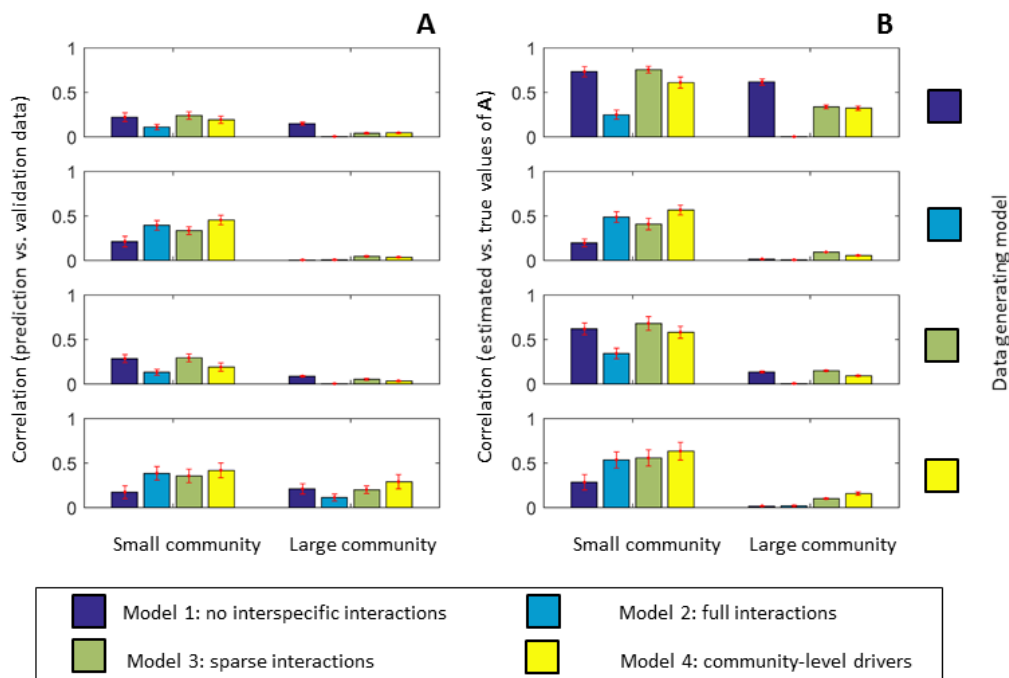 A
B
Correlation (prediction vs. validation data)
Correlation (estimated vs. true values of A)
Data generating model
1
0.5
0
1
0.5
0
1
0.5
0
1
0.5
0
1
0.5
0
1
0.5
0
1
0.5
0
1
0.5
0
Small community Large community
Small community Large community
Model 1: no interspecific interactions
Model 2: full interactions
Model 3: sparse interactions
Model 4: community-level drivers